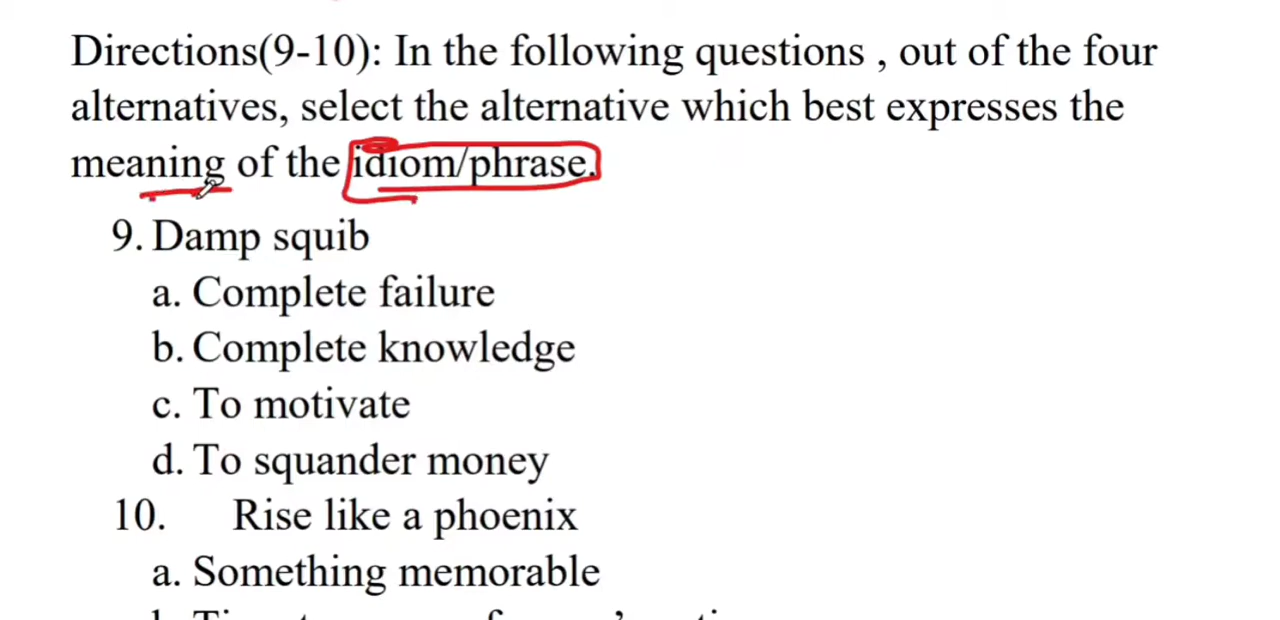 Directions(9-10): In the following questions , out of the four
alternatives, select the alternative which best expresses the
meaning of the idiom/phrase.
9. Damp squib
a. Complete failure
b. Complete knowledge
c. To motivate
d. To squander money
10. Rise like a phoenix
a. Something memorable